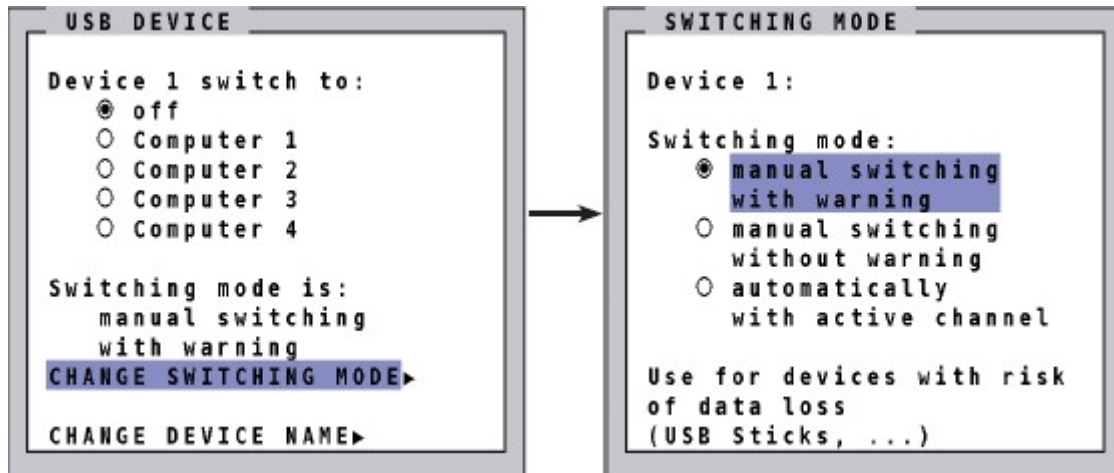 USB DEVICE
Device 1 switch to:
off
Computer 1
Computer 2
Computer 3
Computer 4
Switching mode is:
manual switching
with warning
CHANGE SWITCHING MODE▶
CHANGE DEVICE NAME▶
SWITCHING MODE
Device 1:
Switching mode:
manual switching
with warning
manual switching
without warning
automatically
with active channel
Use for devices with risk
of data loss
(USB Sticks, ...)